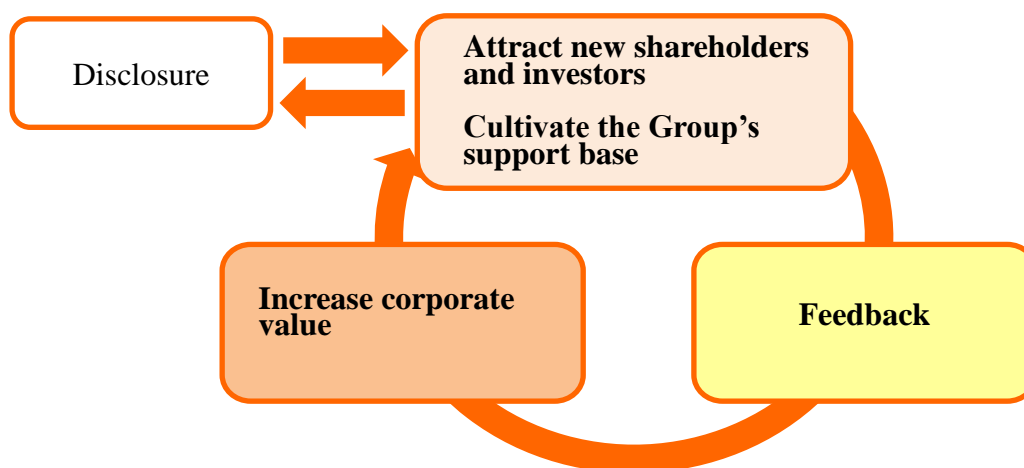 Disclosure
Attract new shareholders
and investors
Cultivate the Group’s
support base
Increase corporate
value
Feedback